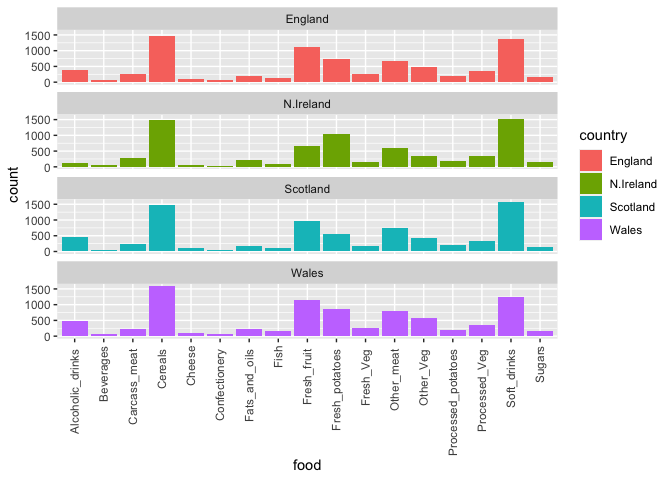 England
1500
1000
500
0
N.Ireland
1500
1000
500
0
Scotland
1500
1000
500
0
Wales
1500
1000
500
0
count
Alcoholic_drinks
Beverages
Carcass_meat
Cereals
Cheese
Confectionery
Fats_and_oils
Fish
Fresh_fruit
Fresh_potatoes
Fresh_Veg
Other_meat
Other_Veg
Processed_potatoes
Processed_Veg
Soft_drinks
Sugars
food
country
England
N.Ireland
Scotland
Wales